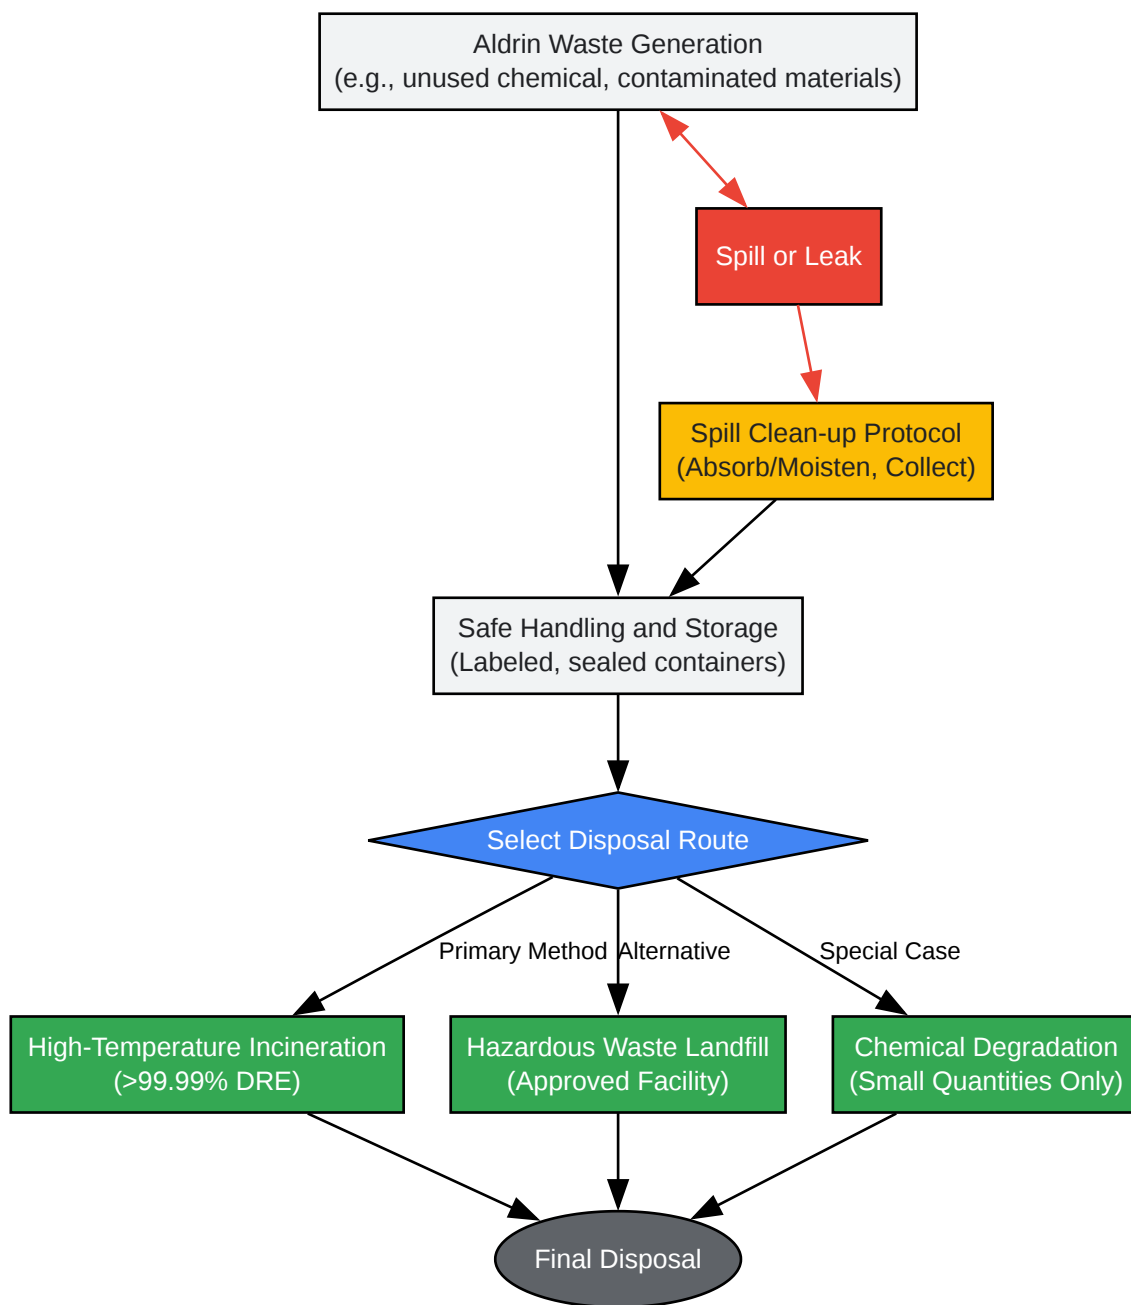 Aldrin Waste Generation
(e.g., unused chemical, contaminated materials)
Spill or Leak
Spill Clean-up Protocol
(Absorb/Moisten, Collect)
Safe Handling and Storage
(Labeled, sealed containers)
Select Disposal Route
Primary Method
Alternative
Special Case
High-Temperature Incineration
(>99.99% DRE)
Hazardous Waste Landfill
(Approved Facility)
Chemical Degradation
(Small Quantities Only)
Final Disposal